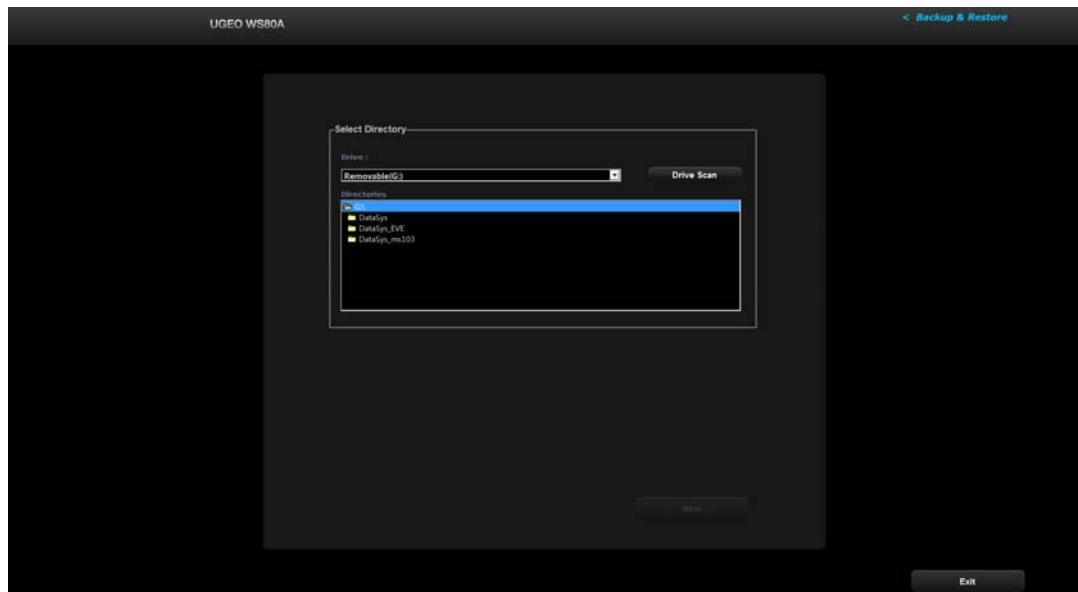 UGEO WS80A
< Backup & Restore
Select Directory
Drive :
Removable(G:)
Drive Scan
Directories
G:\
DataSys
DataSys_EVE
DataSys_ms103
Exit